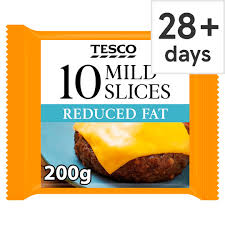 28+
days
TESCO
10 MILD
SLICES
REDUCED FAT
200g